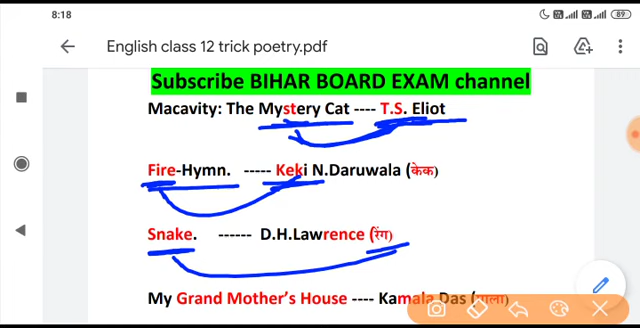 8:18
89
English class 12 trick poetry.pdf
Subscribe BIHAR BOARD EXAM channel
Macavity: The Mystery Cat ---- T.S. Eliot
Fire-Hymn. ----- Keki N.Daruwala (केक)
Snake. ------ D.H.Lawrence (रिंग)
My Grand Mother's House ---- Kamala Das